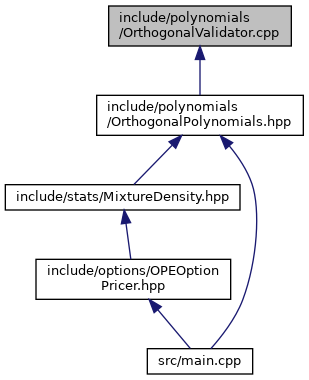 include/polynomials
/OrthogonalValidator.cpp
include/polynomials
/OrthogonalPolynomials.hpp
include/stats/MixtureDensity.hpp
include/options/OPEOption
Pricer.hpp
src/main.cpp